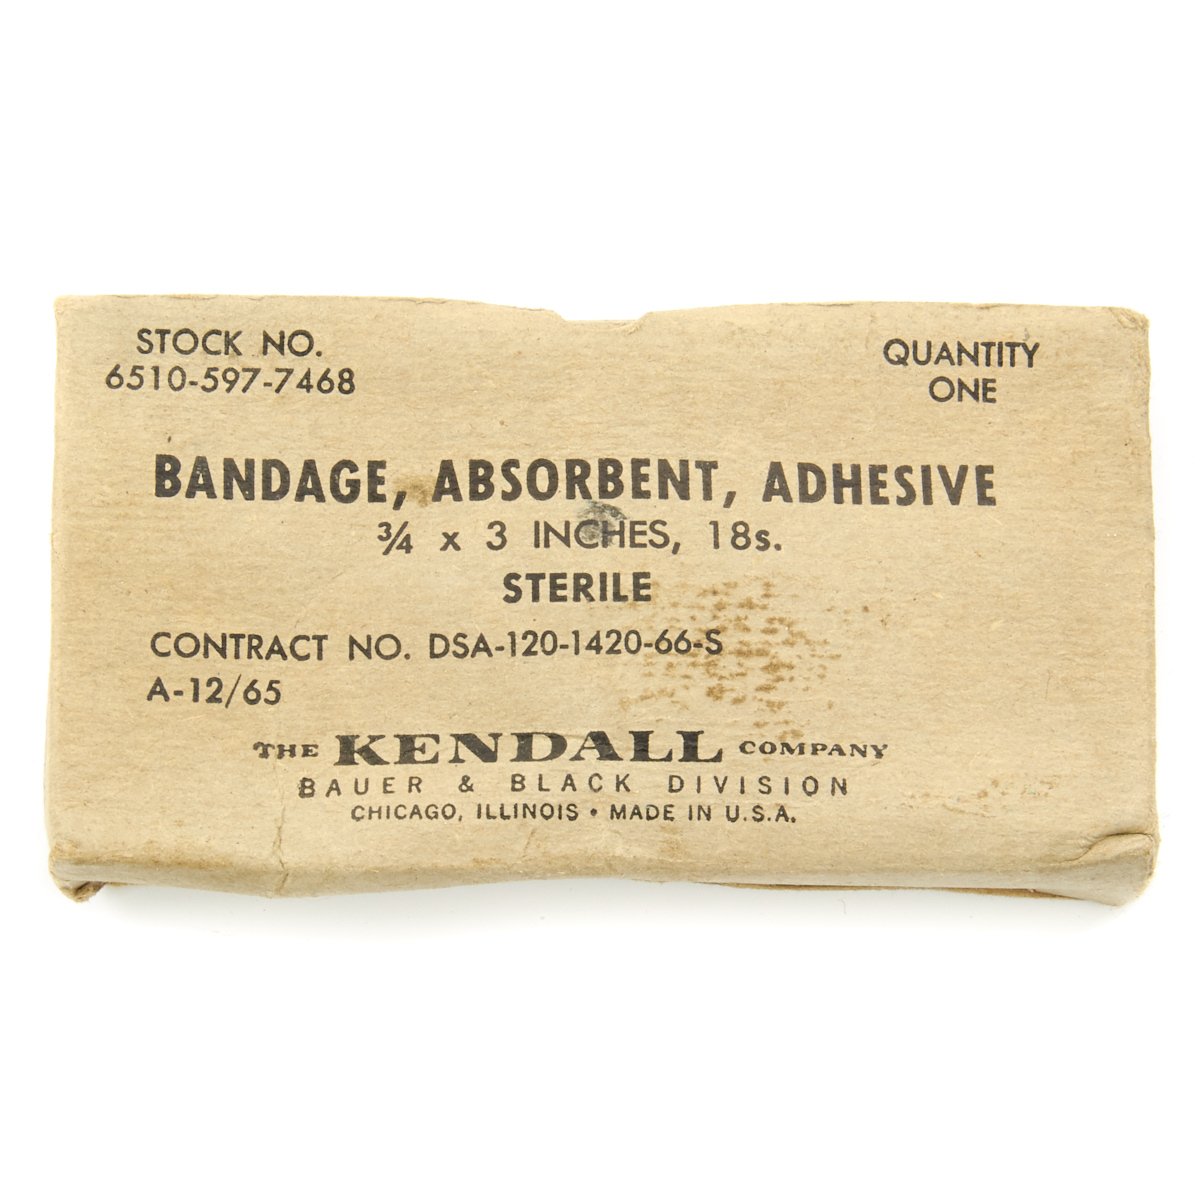 STOCK NO.
6510-597-7468
QUANTITY
ONE
BANDAGE, ABSORBENT, ADHESIVE
¾ x 3 INCHES, 18s.
STERILE
CONTRACT NO. DSA-120-1420-66-S
A-12/65
THE KENDALL COMPANY
BAUER & BLACK DIVISION
CHICAGO, ILLINOIS • MADE IN U.S.A.